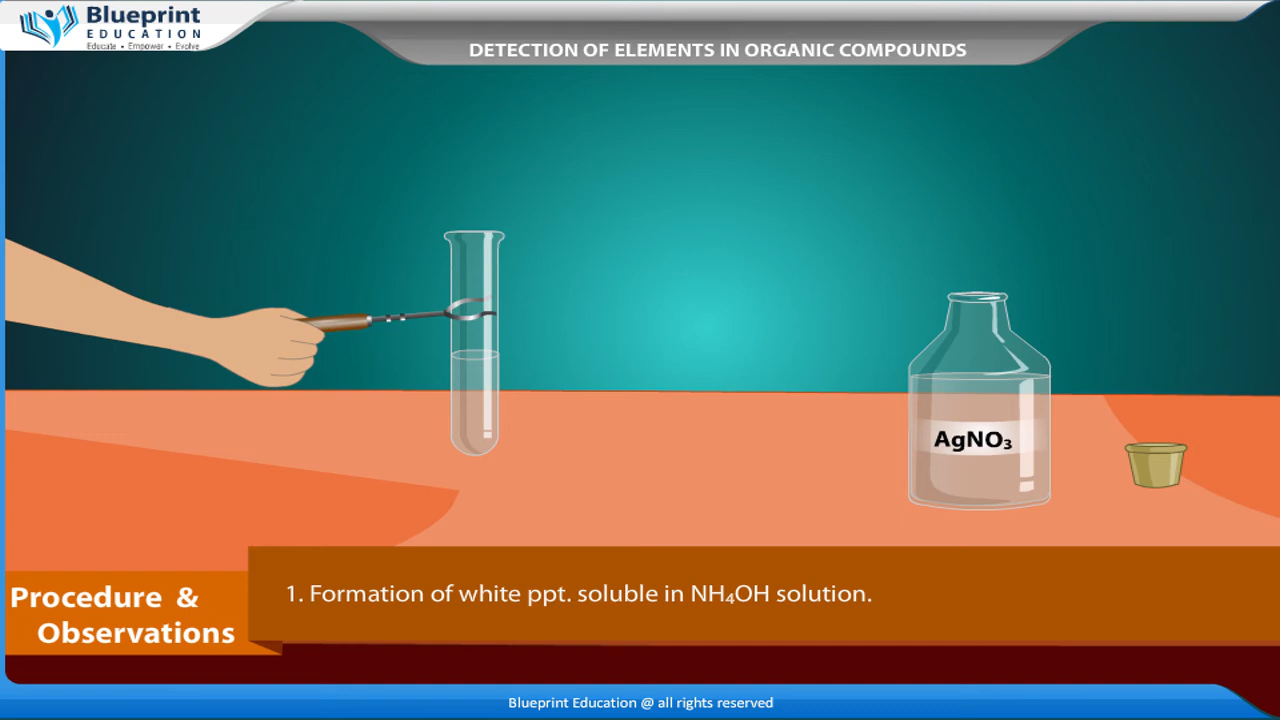 Blueprint
EDUCATION
Educate • Empower • Evolve
DETECTION OF ELEMENTS IN ORGANIC COMPOUNDS
AgNO₃
Procedure &
Observations
1. Formation of white ppt. soluble in NH₄OH solution.
Blueprint Education @ all rights reserved